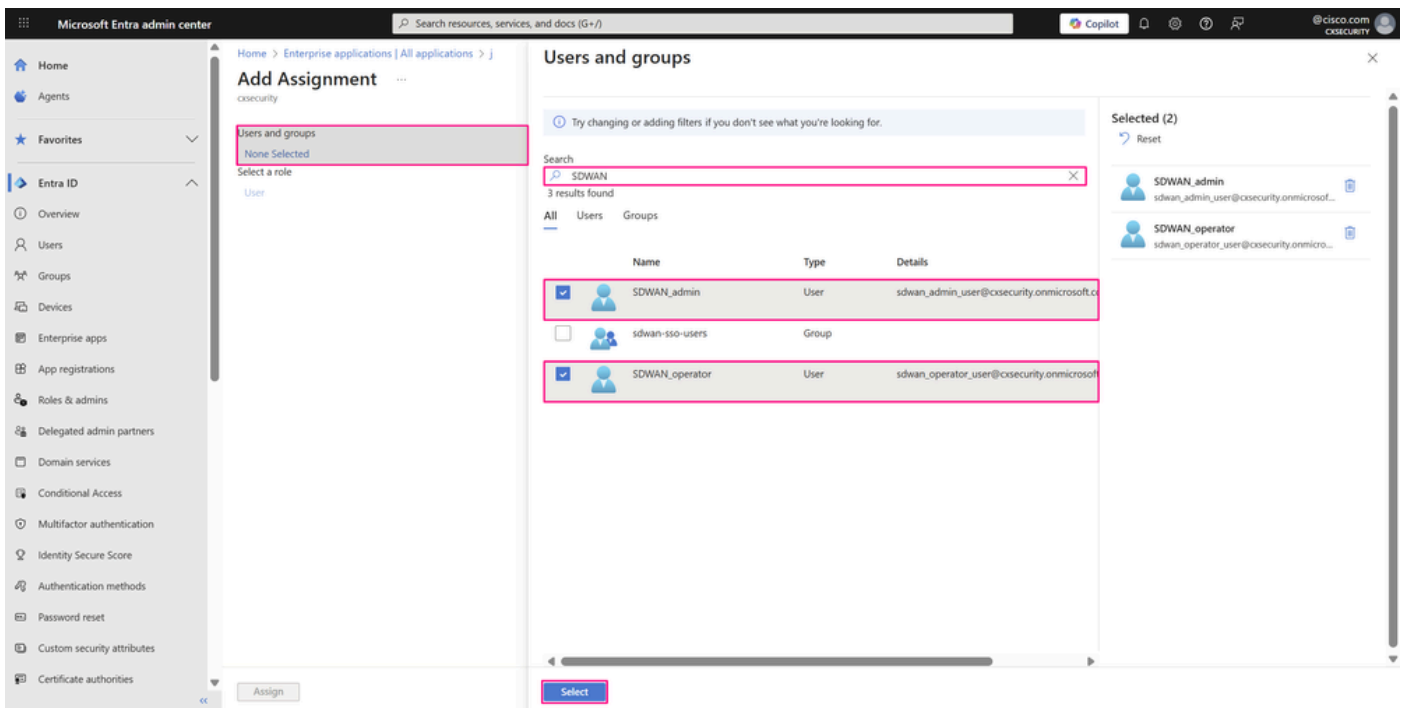 Microsoft Entra admin center
Search resources, services, and docs (G+/)
Copilot
@cisco.com
CXSECURITY
Home
Agents
Favorites
Entra ID
Overview
Users
Groups
Devices
Enterprise apps
App registrations
Roles & admins
Delegated admin partners
Domain services
Conditional Access
Multifactor authentication
Identity Secure Score
Authentication methods
Password reset
Custom security attributes
Certificate authorities
Home > Enterprise applications | All applications > j
Add Assignment ...
cxsecurity
Users and groups
None Selected
Select a role
User
Assign
Users and groups
Try changing or adding filters if you don't see what you're looking for.
Search
SDWAN
3 results found
All Users Groups
Name Type Details
SDWAN_admin User sdwan_admin_user@cxsecurity.onmicrosoft.co
sdwan-sso-users Group
SDWAN_operator User sdwan_operator_user@cxsecurity.onmicrosoft
Select
Selected (2)
Reset
SDWAN_admin
sdwan_admin_user@cxsecurity.onmicrosof...
SDWAN_operator
sdwan_operator_user@cxsecurity.onmicro...